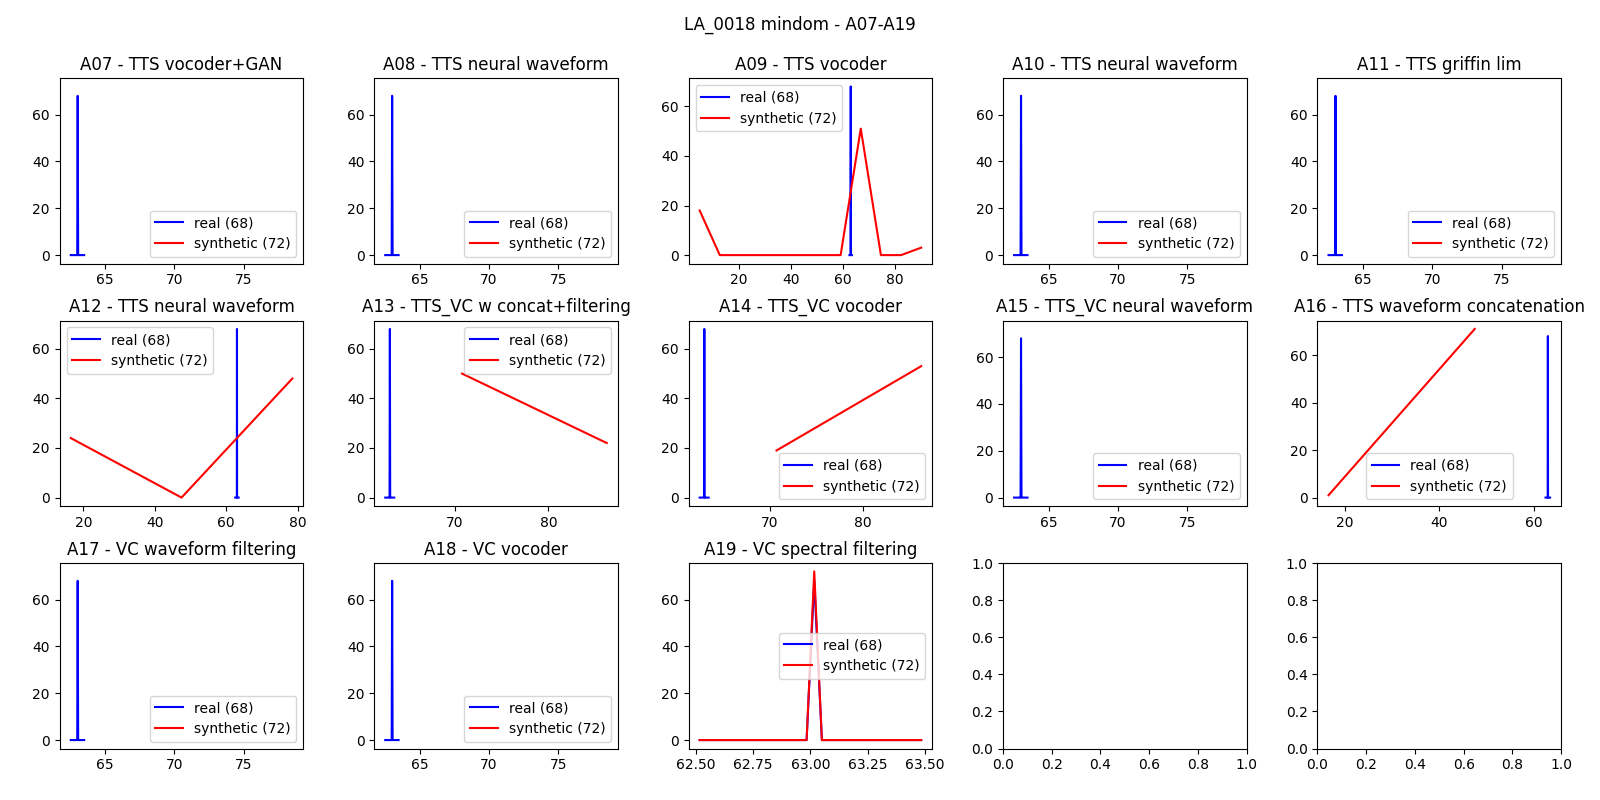 LA_0018 mindom - A07-A19
A07 - TTS vocoder+GAN
60
40
20
0
65 70 75
real (68)
synthetic (72)
A08 - TTS neural waveform
60
40
20
0
65 70 75
real (68)
synthetic (72)
A09 - TTS vocoder
60
40
20
0
20 40 60 80
real (68)
synthetic (72)
A10 - TTS neural waveform
60
40
20
0
65 70 75
real (68)
synthetic (72)
A11 - TTS griffin lim
60
40
20
0
65 70 75
real (68)
synthetic (72)
A12 - TTS neural waveform
60
40
20
0
20 40 60 80
real (68)
synthetic (72)
A13 - TTS_VC w concat+filtering
60
40
20
0
70 80
real (68)
synthetic (72)
A14 - TTS_VC vocoder
60
40
20
0
70 80
real (68)
synthetic (72)
A15 - TTS_VC neural waveform
60
40
20
0
65 70 75
real (68)
synthetic (72)
A16 - TTS waveform concatenation
60
40
20
0
20 40 60
real (68)
synthetic (72)
A17 - VC waveform filtering
60
40
20
0
65 70 75
real (68)
synthetic (72)
A18 - VC vocoder
60
40
20
0
65 70 75
real (68)
synthetic (72)
A19 - VC spectral filtering
60
40
20
0
62.50 62.75 63.00 63.25 63.50
real (68)
synthetic (72)
1.0
0.8
0.6
0.4
0.2
0.0
0.0 0.2 0.4 0.6 0.8 1.0
1.0
0.8
0.6
0.4
0.2
0.0
0.0 0.2 0.4 0.6 0.8 1.0